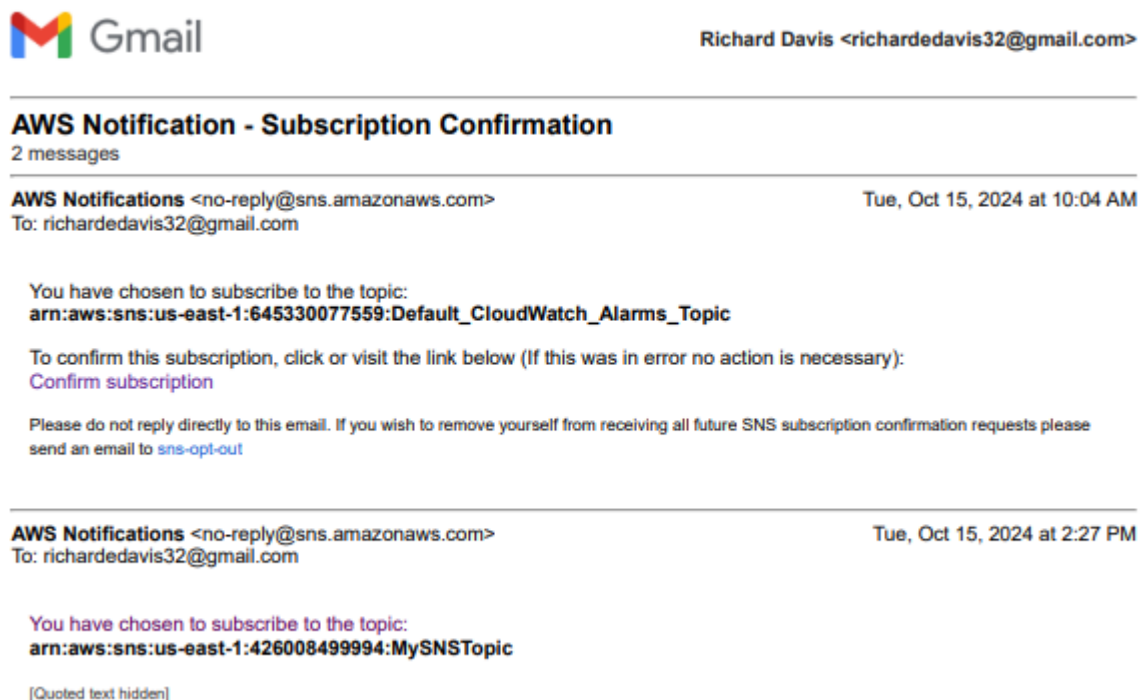 Gmail
Richard Davis <richardedavis32@gmail.com>
AWS Notification - Subscription Confirmation
2 messages
AWS Notifications <no-reply@sns.amazonaws.com>
Tue, Oct 15, 2024 at 10:04 AM
To: richardedavis32@gmail.com
You have chosen to subscribe to the topic:
arn:aws:sns:us-east-1:645330077559:Default_CloudWatch_Alarms_Topic
To confirm this subscription, click or visit the link below (If this was in error no action is necessary):
Confirm subscription
Please do not reply directly to this email. If you wish to remove yourself from receiving all future SNS subscription confirmation requests please
send an email to sns-opt-out
AWS Notifications <no-reply@sns.amazonaws.com>
Tue, Oct 15, 2024 at 2:27 PM
To: richardedavis32@gmail.com
You have chosen to subscribe to the topic:
arn:aws:sns:us-east-1:426008499994:MySNSTopic
[Quoted text hidden]